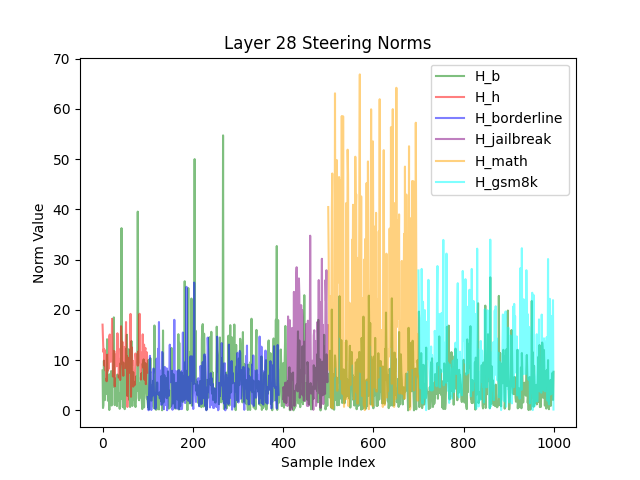 Layer 28 Steering Norms
70
60
50
40
30
20
10
0
Norm Value
H_b
H_h
H_borderline
H_jailbreak
H_math
H_gsm8k
0
200
400
600
800
1000
Sample Index